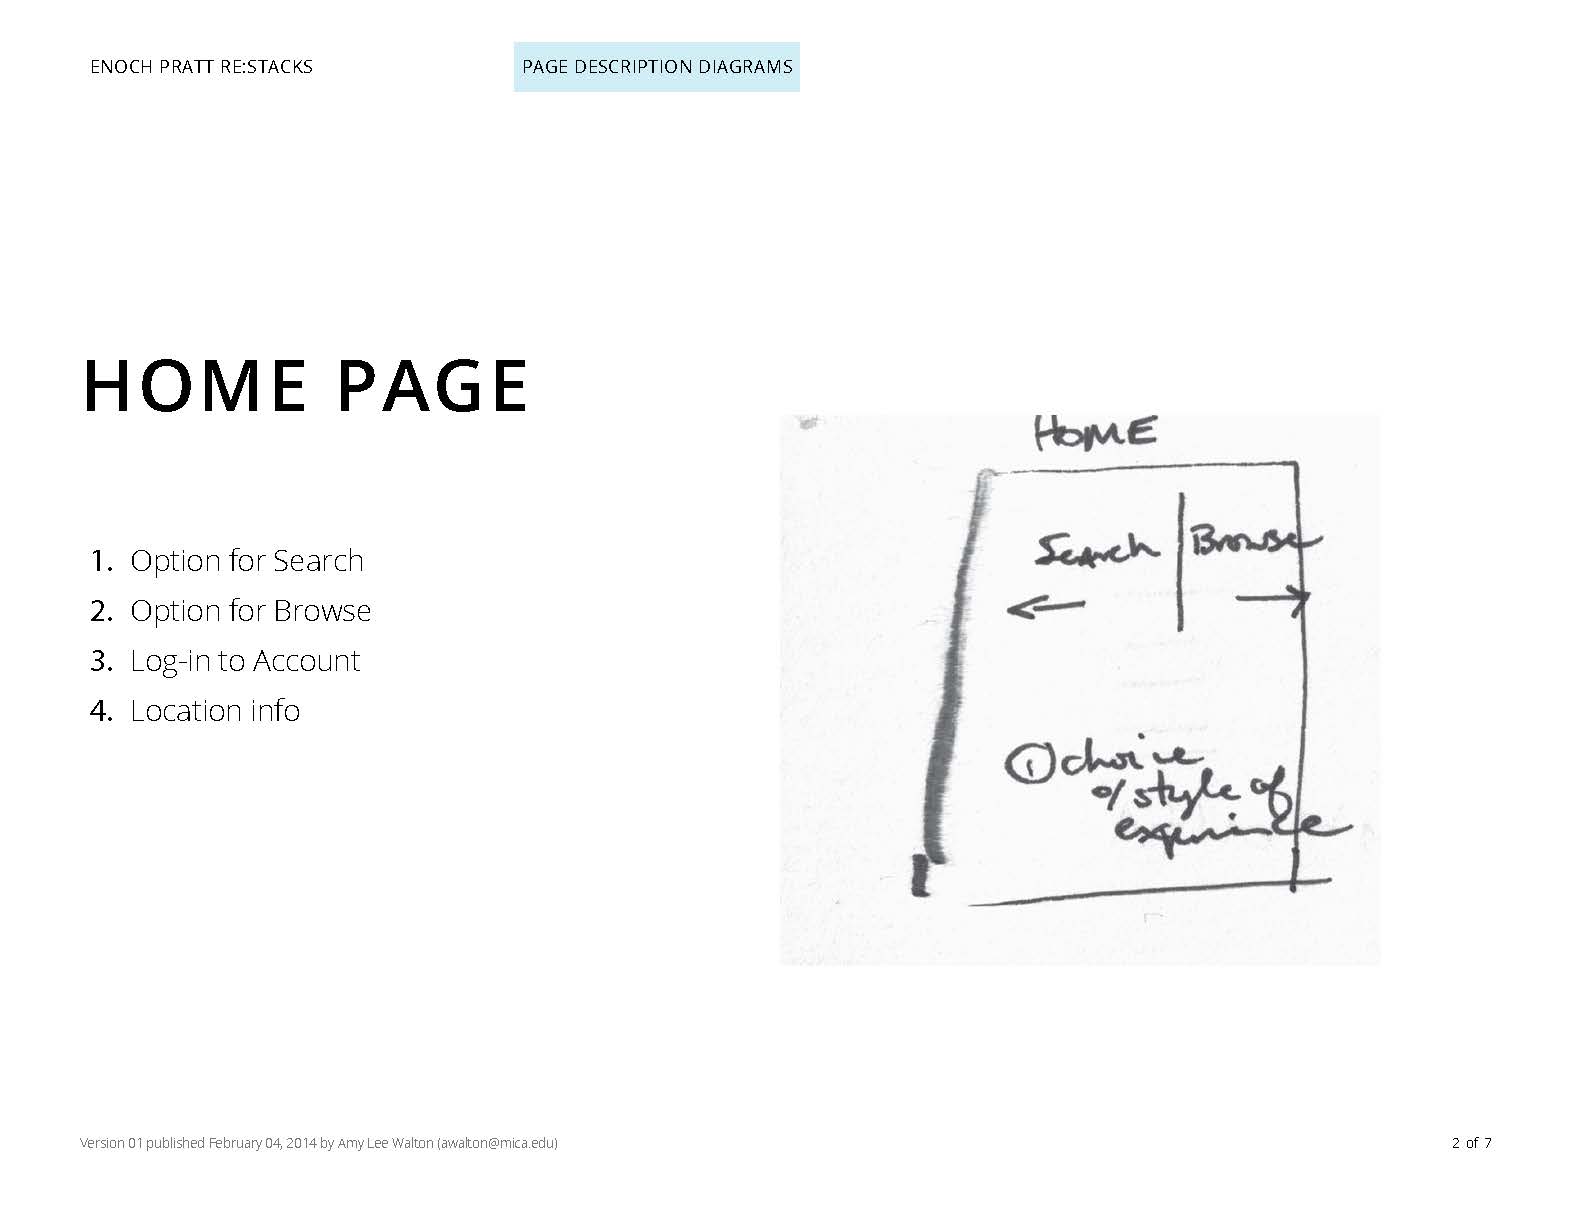 ENOCH PRATT RE:STACKS
PAGE DESCRIPTION DIAGRAMS
HOME PAGE
1. Option for Search
2. Option for Browse
3. Log-in to Account
4. Location info
HOME
Search | Browse
① choice
o/ style of
experience
Version 01 published February 04, 2014 by Amy Lee Walton (awalton@mica.edu)
2 of 7